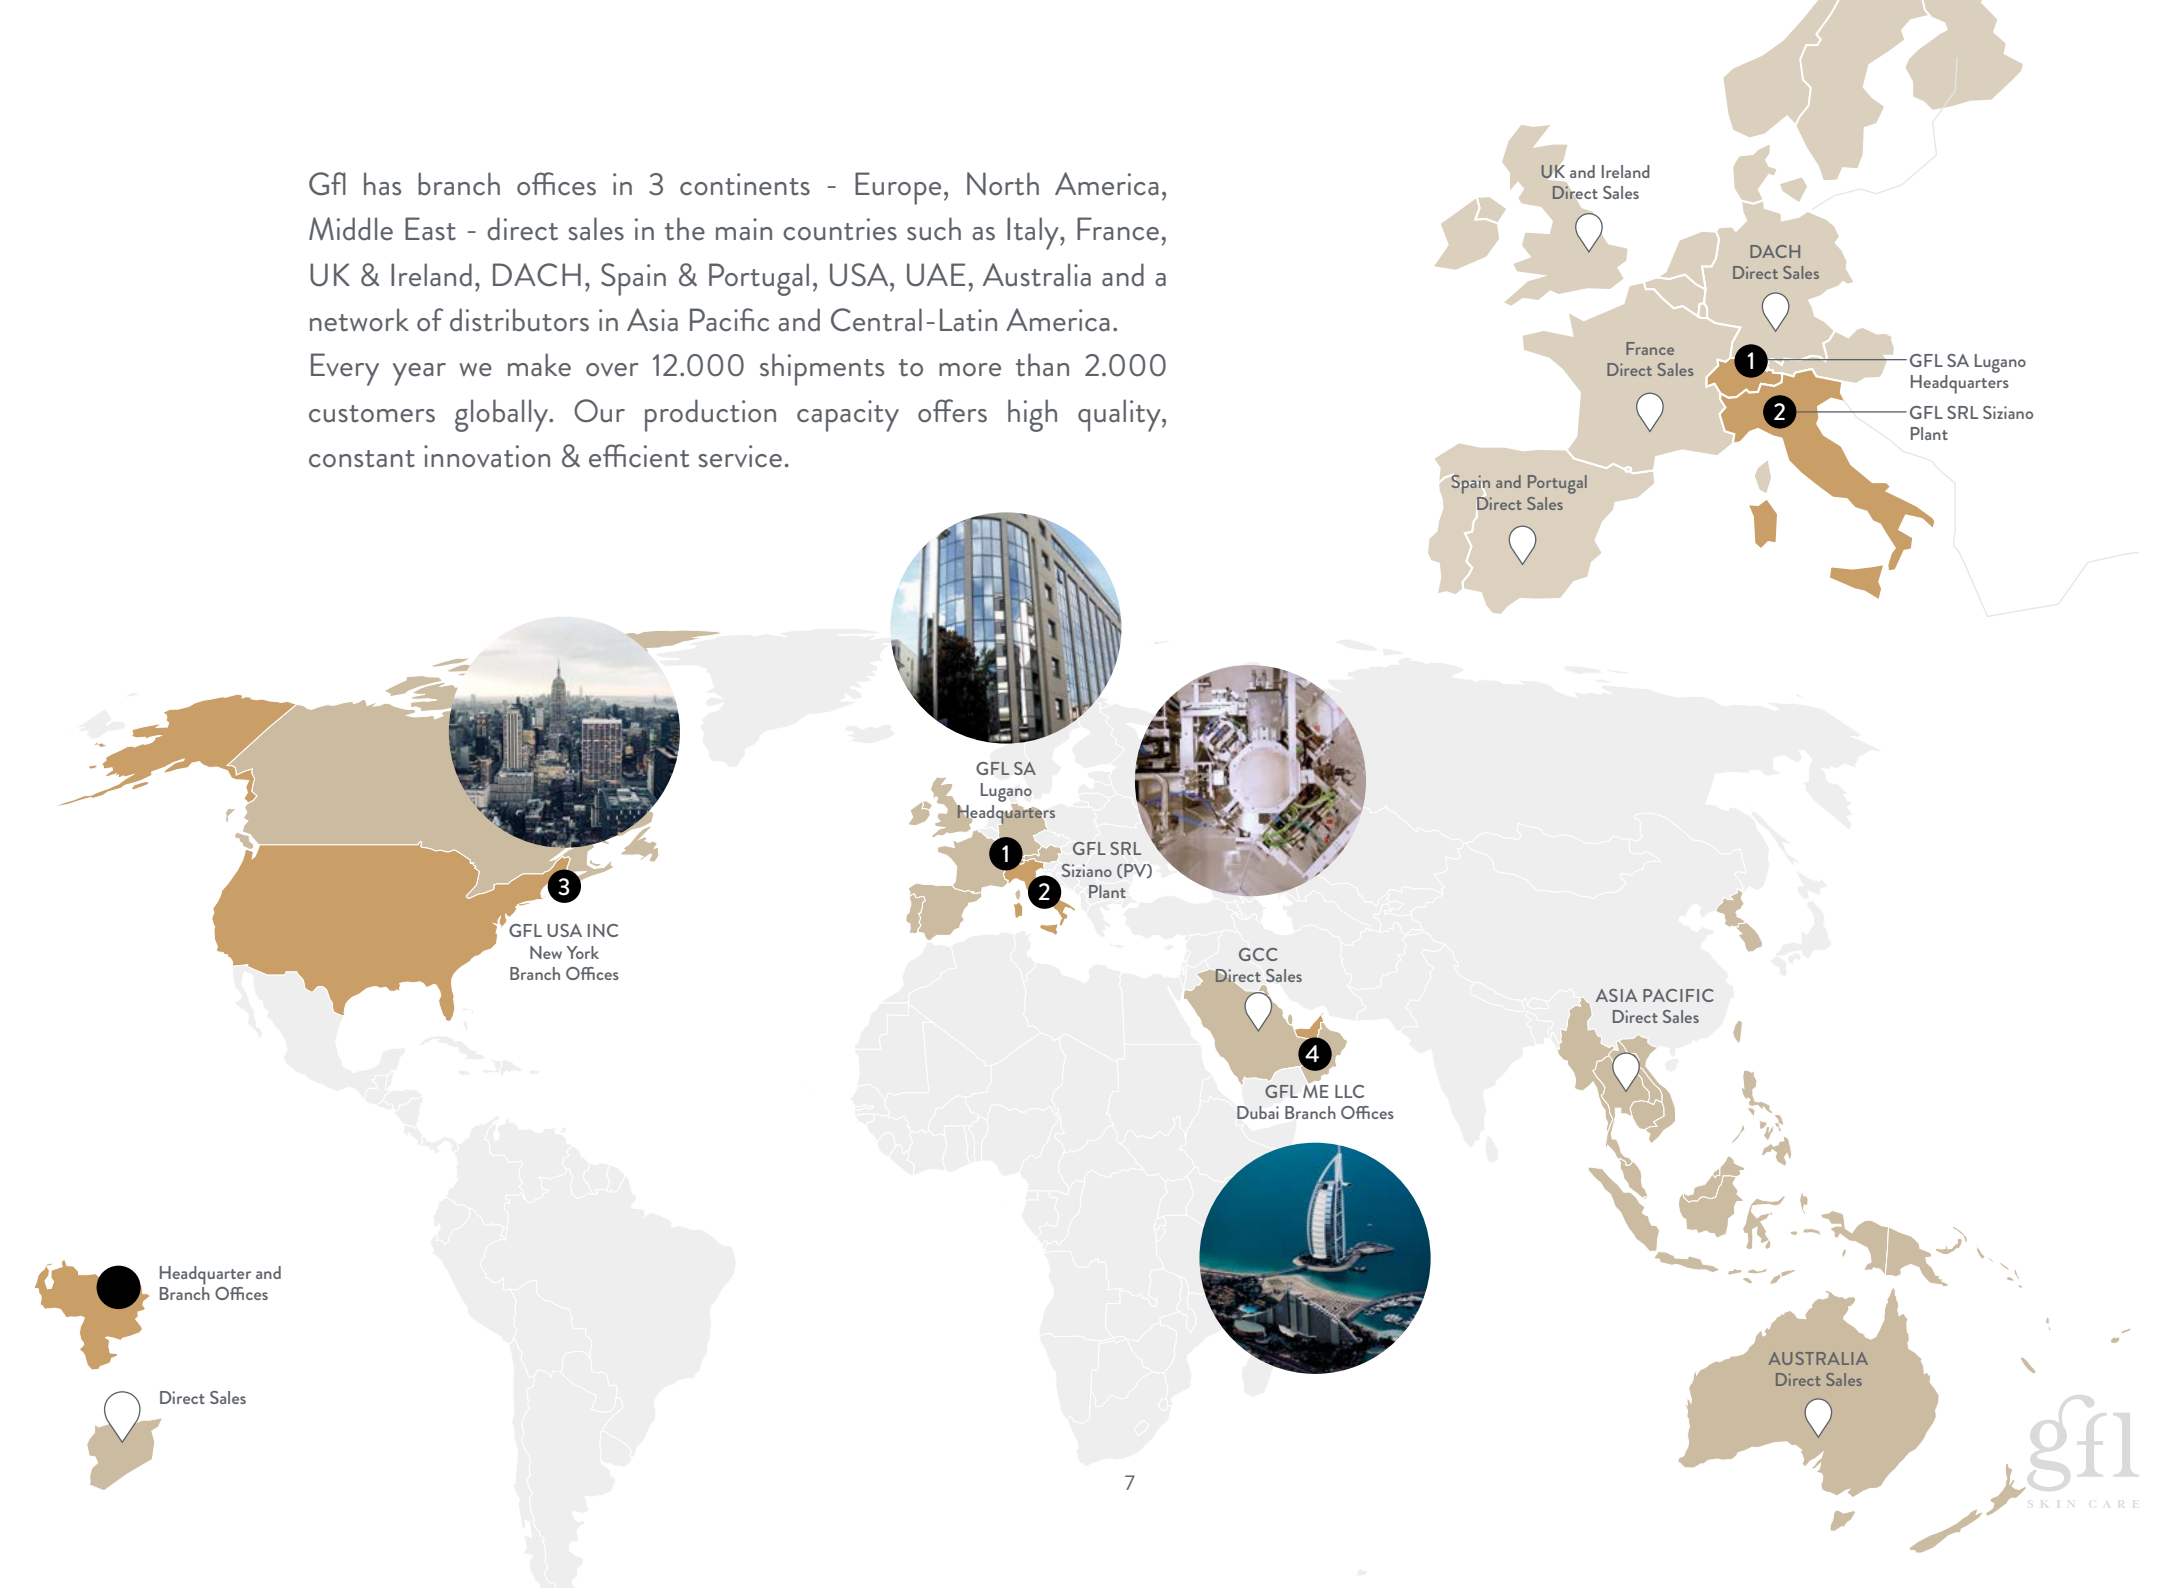 Gfl has branch offices in 3 continents - Europe, North America,
Middle East - direct sales in the main countries such as Italy, France,
UK & Ireland, DACH, Spain & Portugal, USA, UAE, Australia and a
network of distributors in Asia Pacific and Central-Latin America.
Every year we make over 12.000 shipments to more than 2.000
customers globally. Our production capacity offers high quality,
constant innovation & efficient service.
UK and Ireland
Direct Sales
DACH
Direct Sales
France
Direct Sales
1
GFL SA Lugano
Headquarters
2
GFL SRL Siziano
Plant
Spain and Portugal
Direct Sales
GFL SA
Lugano
Headquarters
1
GFL SRL
Siziano (PV)
Plant
2
3
GFL USA INC
New York
Branch Offices
GCC
Direct Sales
4
GFL ME LLC
Dubai Branch Offices
ASIA PACIFIC
Direct Sales
AUSTRALIA
Direct Sales
Headquarter and
Branch Offices
Direct Sales
7
gfl
SKIN CARE